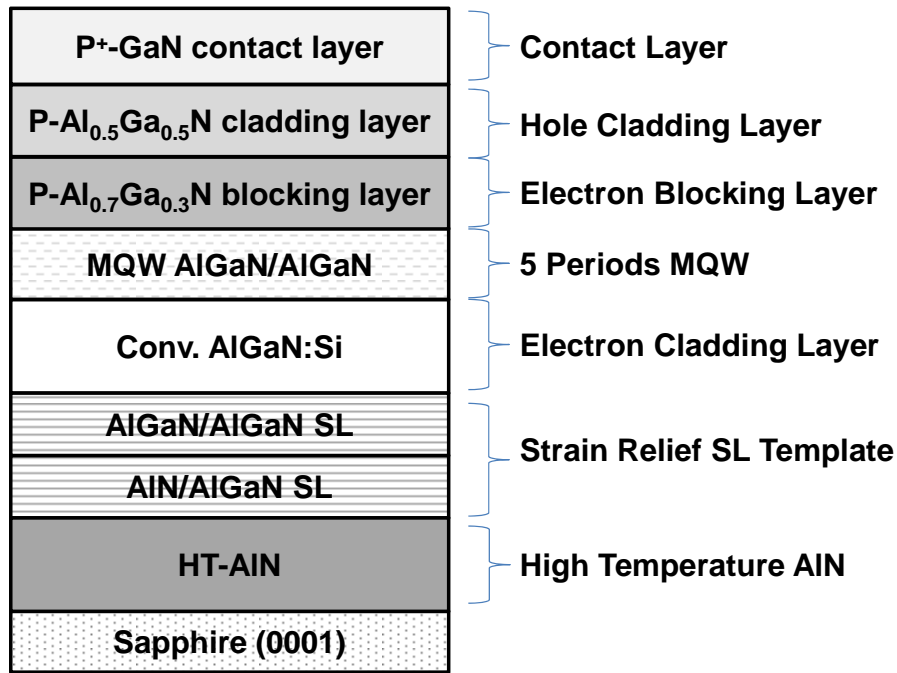 P⁺-GaN contact layer
Contact Layer
P-Al₀.₅Ga₀.₅N cladding layer
Hole Cladding Layer
P-Al₀.₇Ga₀.₃N blocking layer
Electron Blocking Layer
MQW AlGaN/AlGaN
5 Periods MQW
Conv. AlGaN:Si
Electron Cladding Layer
AlGaN/AlGaN SL
Strain Relief SL Template
AlN/AlGaN SL
HT-AlN
High Temperature AlN
Sapphire (0001)